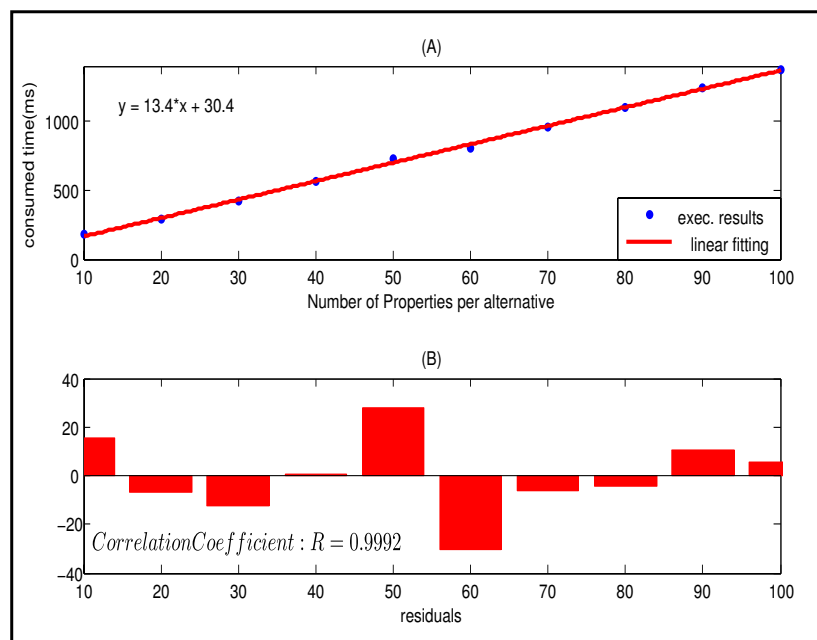 (A)
y = 13.4*x + 30.4
consumed time(ms)
1000
500
0
exec. results
linear fitting
10 20 30 40 50 60 70 80 90 100
Number of Properties per alternative
(B)
40
20
0
−20
−40
CorrelationCoefficient : R = 0.9992
10 20 30 40 50 60 70 80 90 100
residuals